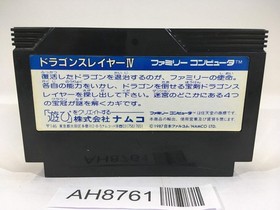 ドラゴンスレイヤーⅣ ファミリーコンピュータ™
復活したドラゴンを退治するのが、ファミリーの使命。
各自の能力をいかし、ドラゴンを倒せる宝剣ドラゴンス
レイヤーを探し出して下さい。迷宮のどこかにある4つ
の宝冠が謎をとくカギ。
「遊び」株式会社ナムコ
AH8761